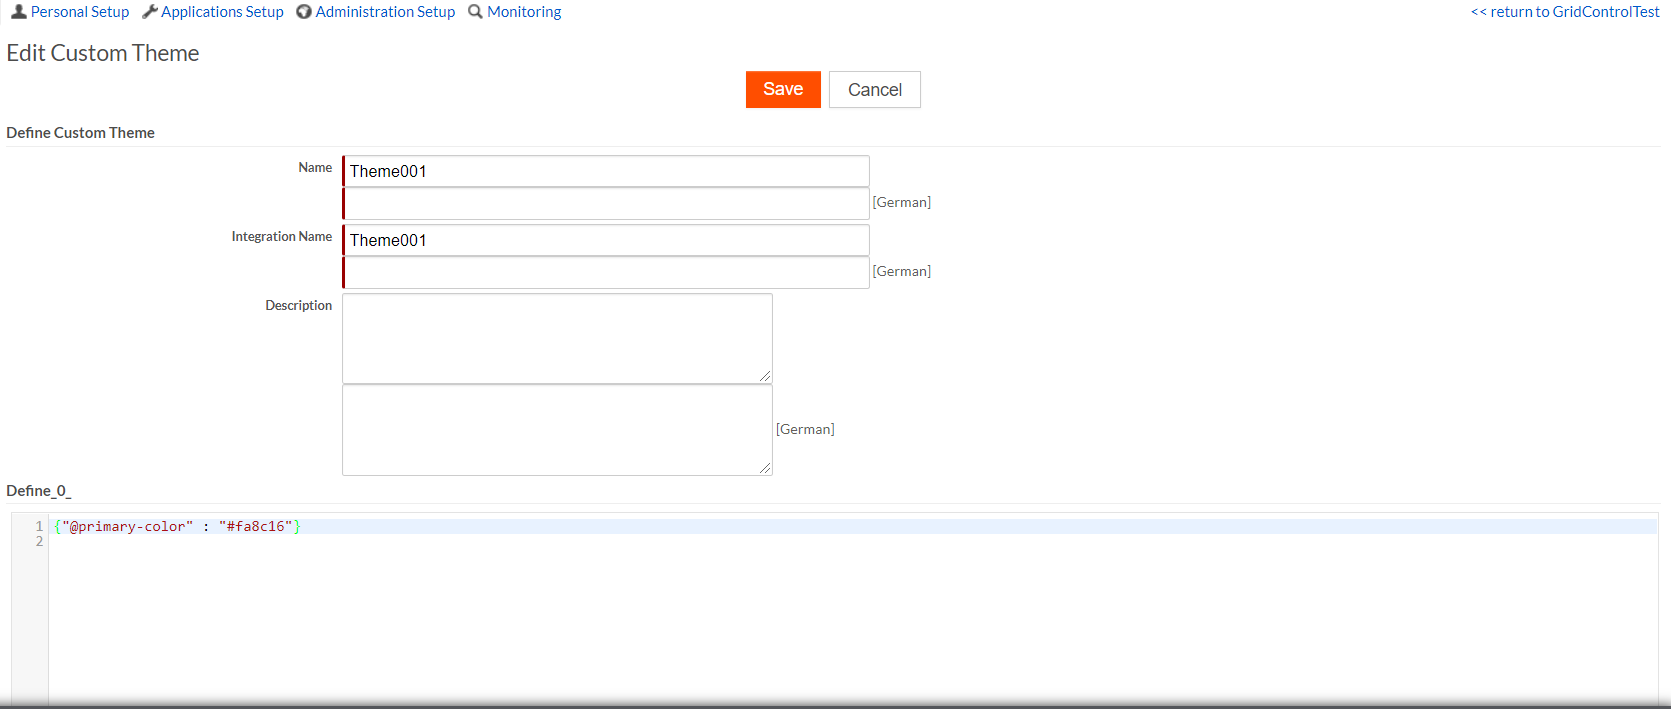 Personal Setup Applications Setup Administration Setup Monitoring << return to GridControlTest
Edit Custom Theme
Save Cancel
Define Custom Theme
Name Theme001
[German]
Integration Name Theme001
[German]
Description
[German]
Define_0_
1 {"@primary-color" : "#fa8c16"}
2